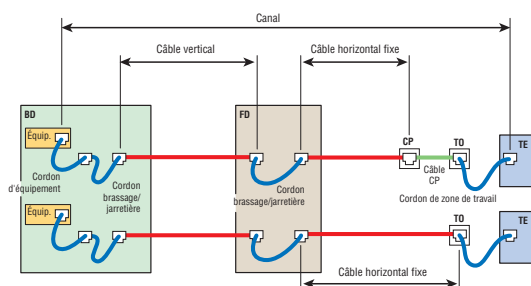 Canal
Câble vertical
Câble horizontal fixe
BD
FD
Équip.
CP
TO
TE
Cordon
d'équipement
Cordon
brassage/
jarretière
Cordon
brassage/jarretière
Câble
CP
Cordon de zone de travail
Équip.
TO
TE
Câble horizontal fixe